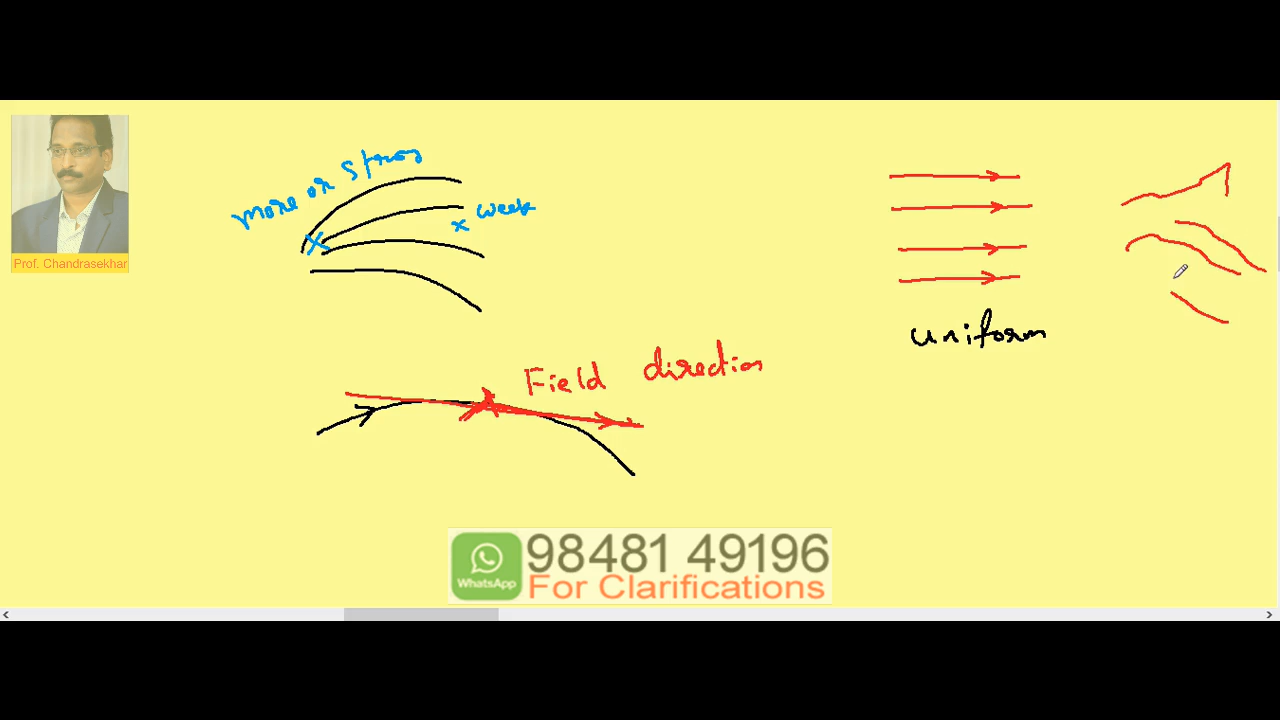 more or strong
x week
uniform
Field direction
Prof. Chandrasekhar
WhatsApp
98481 49196
For Clarifications